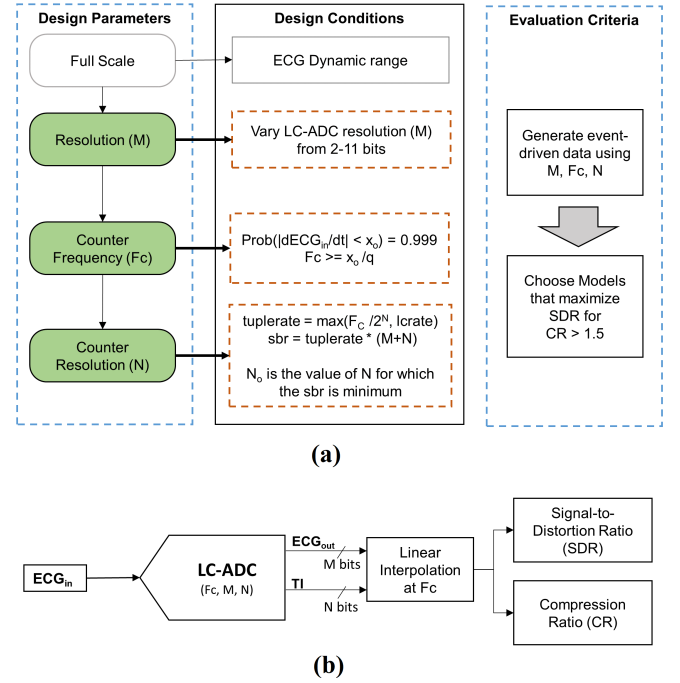 Design Parameters
Full Scale
Resolution (M)
Counter
Frequency (Fc)
Counter
Resolution (N)
Design Conditions
ECG Dynamic range
Vary LC-ADC resolution (M)
from 2-11 bits
Prob(|dECGin/dt| < xo) = 0.999
Fc >= xo /q
tuplerate = max(FC /2N, lcrate)
sbr = tuplerate * (M+N)
No is the value of N for which
the sbr is minimum
Evaluation Criteria
Generate event-
driven data using
M, Fc, N
Choose Models
that maximize
SDR for
CR > 1.5
(a)
ECGin
LC-ADC
(Fc, M, N)
ECGout
M bits
TI
N bits
Linear
Interpolation
at Fc
Signal-to-
Distortion Ratio
(SDR)
Compression
Ratio (CR)
(b)